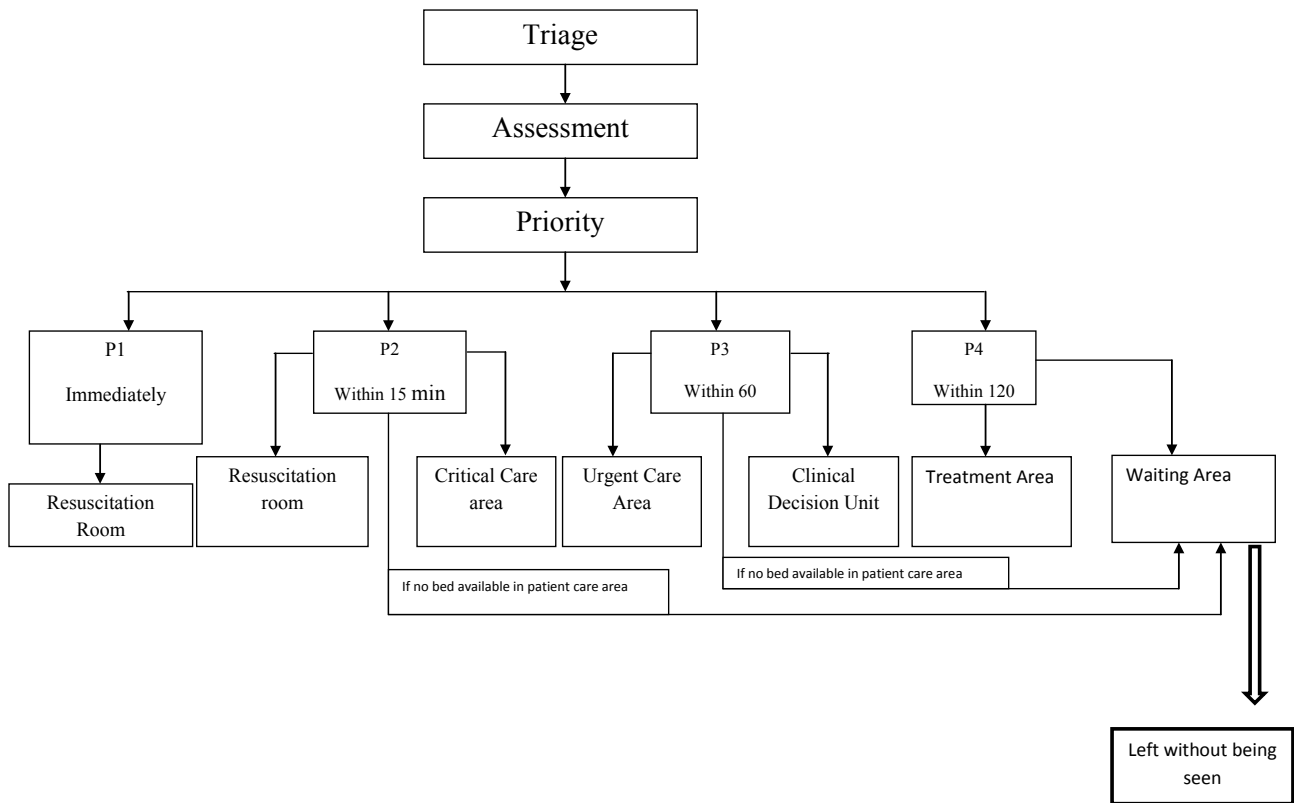 Triage
Assessment
Priority
P1
Immediately
P2
Within 15 min
P3
Within 60
P4
Within 120
Resuscitation
Room
Resuscitation
room
Critical Care
area
Urgent Care
Area
Clinical
Decision Unit
Treatment Area
Waiting Area
If no bed available in patient care area
If no bed available in patient care area
Left without being
seen